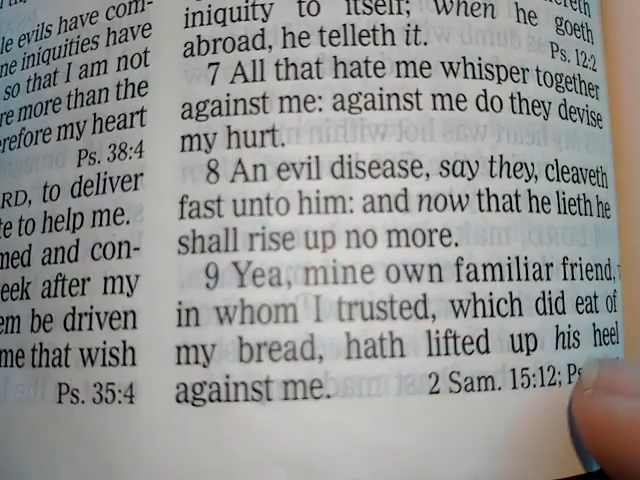 le evils have com-
ne iniquities have
so that I am not
re more than the
erefore my heart
Ps. 38:4
RD, to deliver
te to help me.
med and con-
eek after my
em be driven
me that wish
Ps. 35:4
iniquity to itself; when he goeth
abroad, he telleth it.
Ps. 12:2
7 All that hate me whisper together
against me: against me do they devise
my hurt.
8 An evil disease, say they, cleaveth
fast unto him: and now that he lieth he
shall rise up no more.
9 Yea, mine own familiar friend,
in whom I trusted, which did eat of
my bread, hath lifted up his heel
against me.
2 Sam. 15:12; Ps